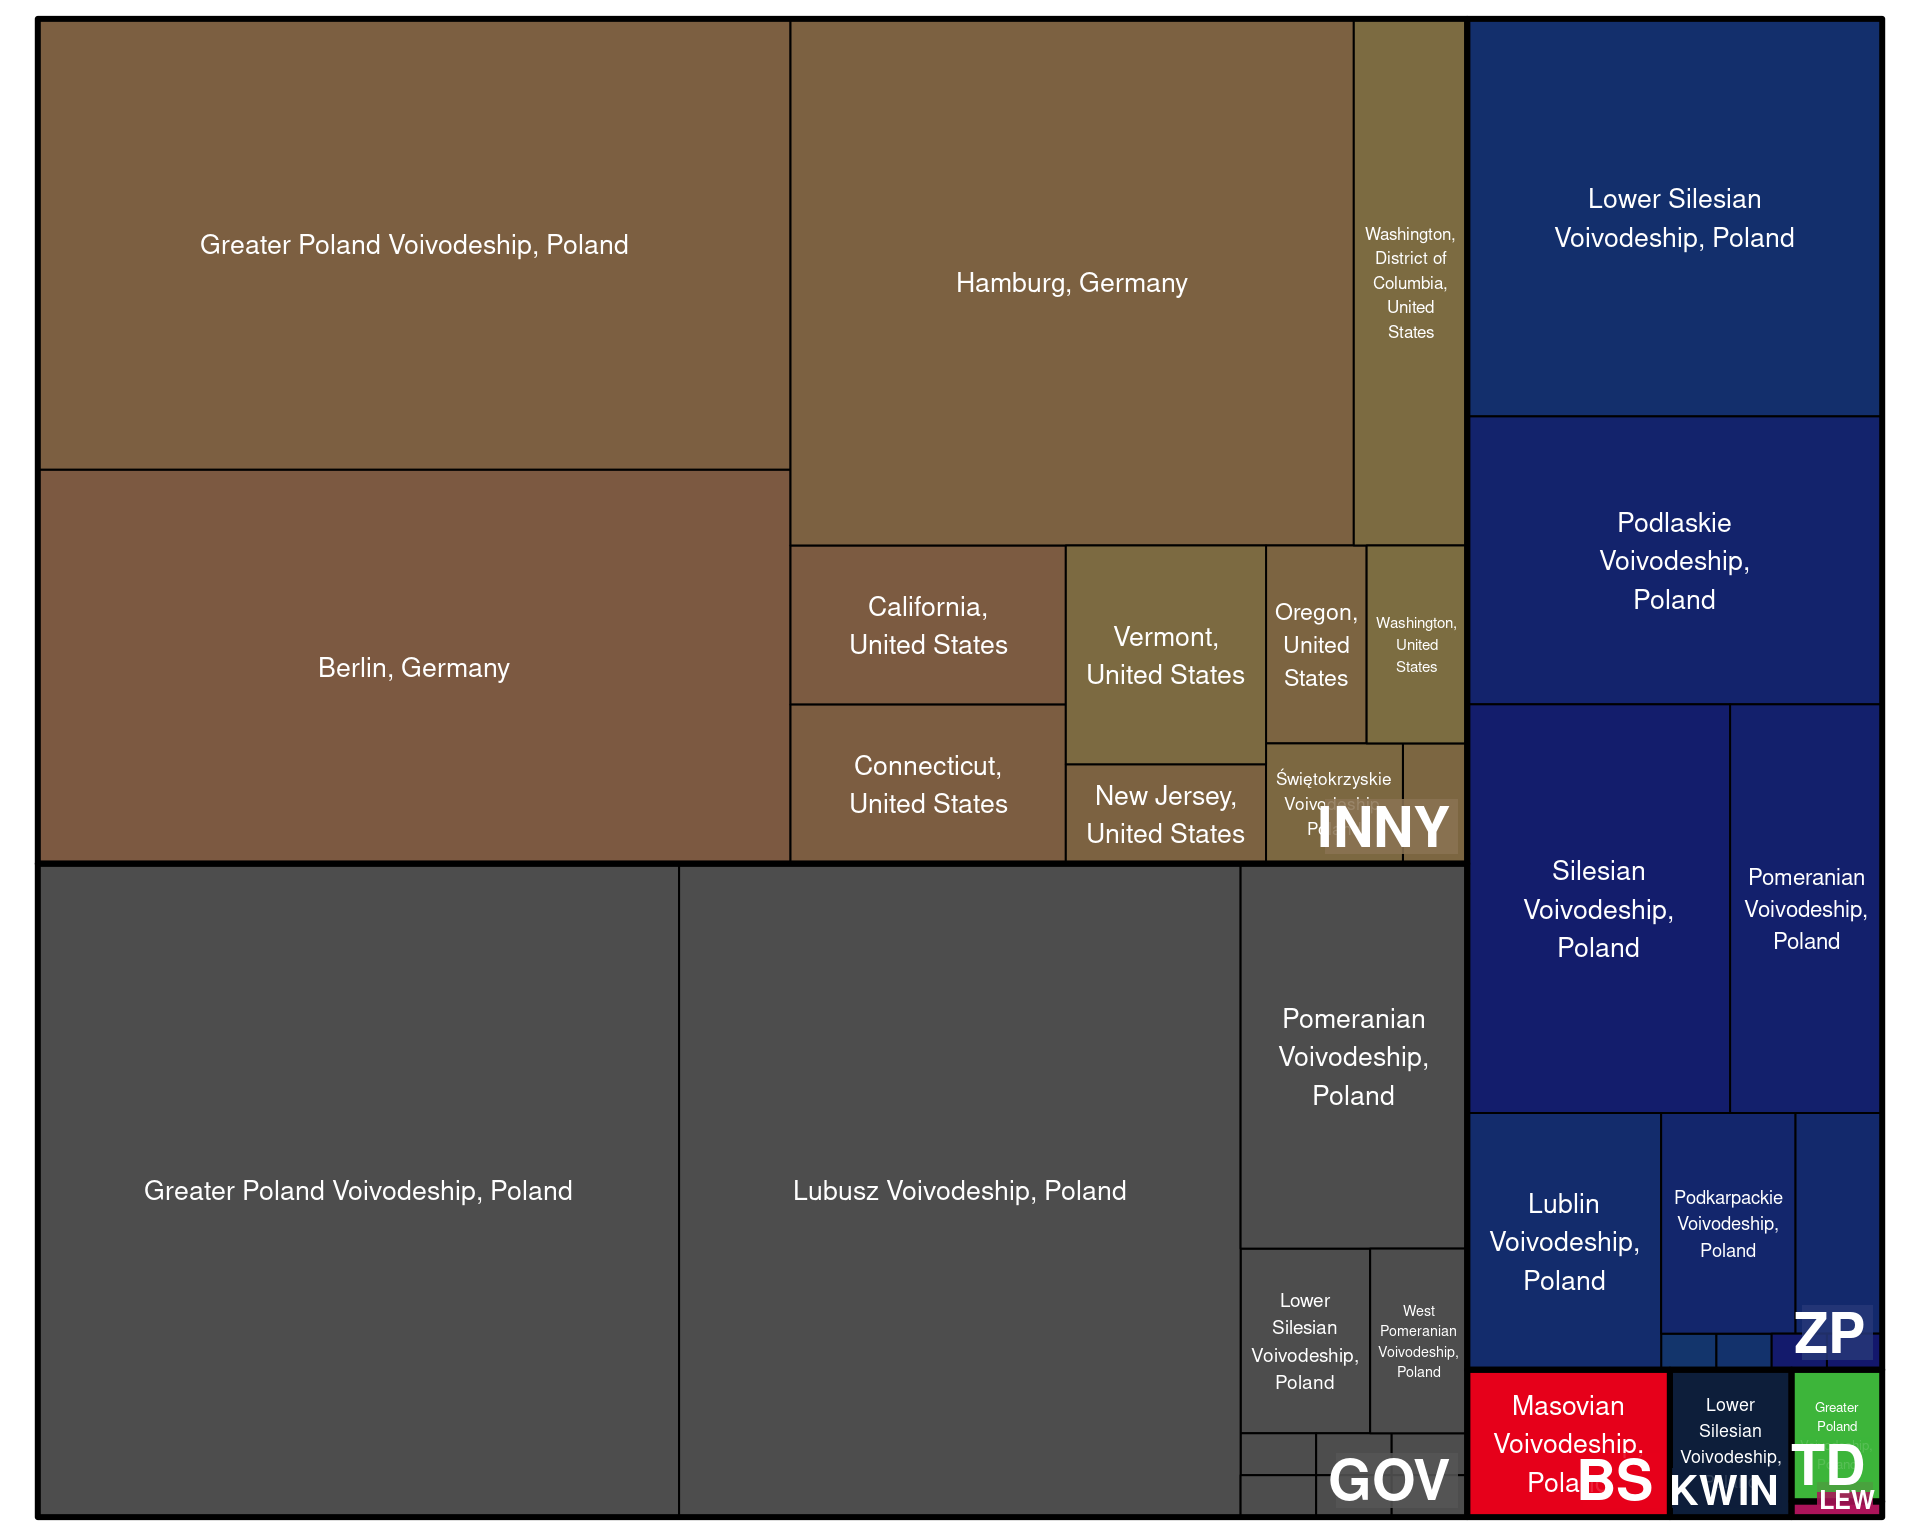 Greater Poland Voivodeship, Poland
Berlin, Germany
Hamburg, Germany
Washington,
District of
Columbia,
United
States
California,
United States
Connecticut,
United States
Vermont,
United States
New Jersey,
United States
Oregon,
United
States
Washington,
United
States
Świętokrzyskie
INNY
Greater Poland Voivodeship, Poland
Lubusz Voivodeship, Poland
Pomeranian
Voivodeship,
Poland
Lower
Silesian
Voivodeship,
Poland
West
Pomeranian
Voivodeship,
Poland
GOV
Lower Silesian
Voivodeship, Poland
Podlaskie
Voivodeship,
Poland
Silesian
Voivodeship,
Poland
Pomeranian
Voivodeship,
Poland
Lublin
Voivodeship,
Poland
Podkarpackie
Voivodeship,
Poland
ZP
Masovian
Voivodeship,
BS
Lower
Silesian
Voivodeship,
KWIN
Greater
Poland
TD
LEW